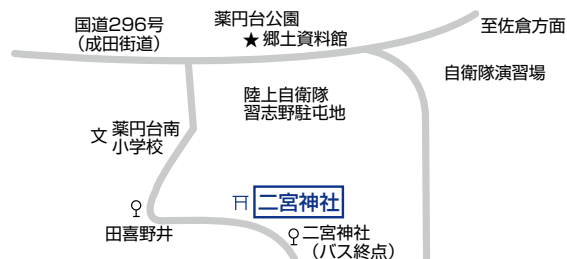 国道296号
（成田街道）
薬円台公園
★郷土資料館
至佐倉方面
自衛隊演習場
陸上自衛隊
習志野駐屯地
文 薬円台南
小学校
二宮神社
田喜野井
二宮神社
（バス終点）